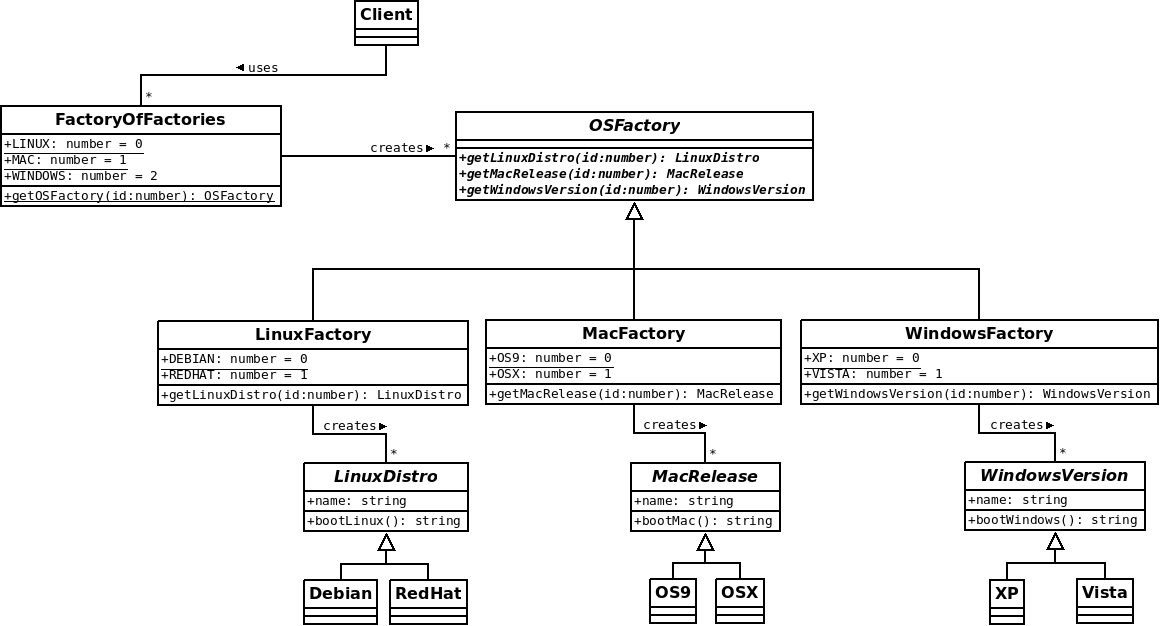 Client
◄ uses
*
FactoryOfFactories
+LINUX: number = 0
+MAC: number = 1
+WINDOWS: number = 2
+getOSFactory(id:number): OSFactory
creates► *
OSFactory
+getLinuxDistro(id:number): LinuxDistro
+getMacRelease(id:number): MacRelease
+getWindowsVersion(id:number): WindowsVersion
LinuxFactory
+DEBIAN: number = 0
+REDHAT: number = 1
+getLinuxDistro(id:number): LinuxDistro
MacFactory
+OS9: number = 0
+OSX: number = 1
+getMacRelease(id:number): MacRelease
WindowsFactory
+XP: number = 0
+VISTA: number = 1
+getWindowsVersion(id:number): WindowsVersion
creates►
*
creates►
*
creates►
*
LinuxDistro
+name: string
+bootLinux(): string
MacRelease
+name: string
+bootMac(): string
WindowsVersion
+name: string
+bootWindows(): string
Debian
RedHat
OS9
OSX
XP
Vista